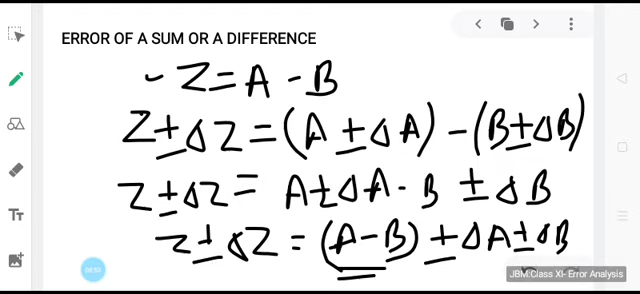 ERROR OF A SUM OR A DIFFERENCE
- Z = A - B
Z ± ΔZ = (A ± ΔA) - (B ± ΔB)
Z ± ΔZ = A ± ΔA - B ± ΔB
Z ± ΔZ = (A - B) ± ΔA ± ΔB
Tт
JBM:Class XI- Error Analysis